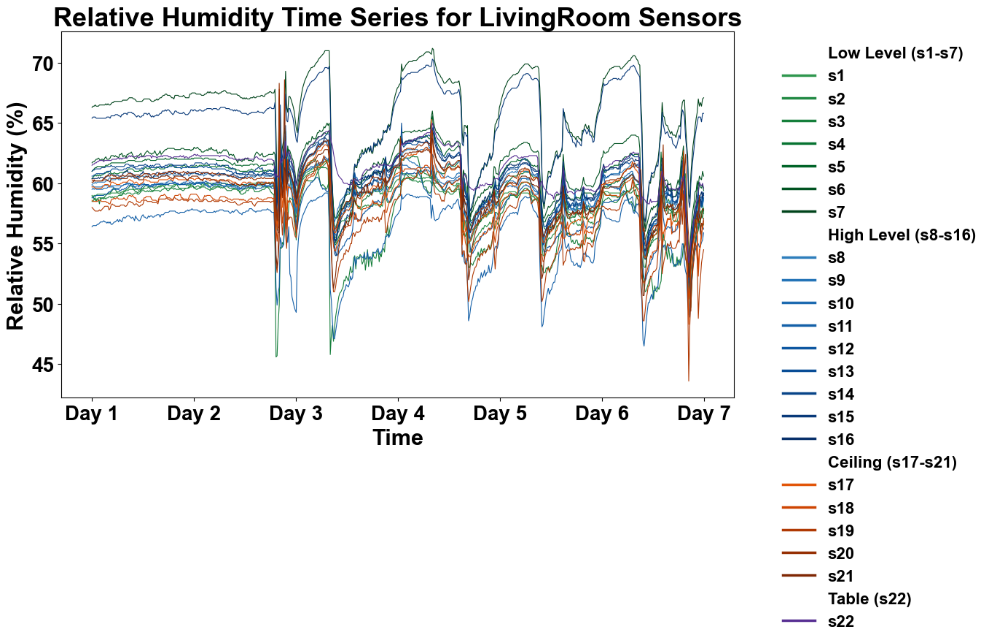 Relative Humidity Time Series for LivingRoom Sensors
Relative Humidity (%)
70
65
60
55
50
45
Day 1 Day 2 Day 3 Day 4 Day 5 Day 6 Day 7
Time
Low Level (s1-s7)
s1
s2
s3
s4
s5
s6
s7
High Level (s8-s16)
s8
s9
s10
s11
s12
s13
s14
s15
s16
Ceiling (s17-s21)
s17
s18
s19
s20
s21
Table (s22)
s22